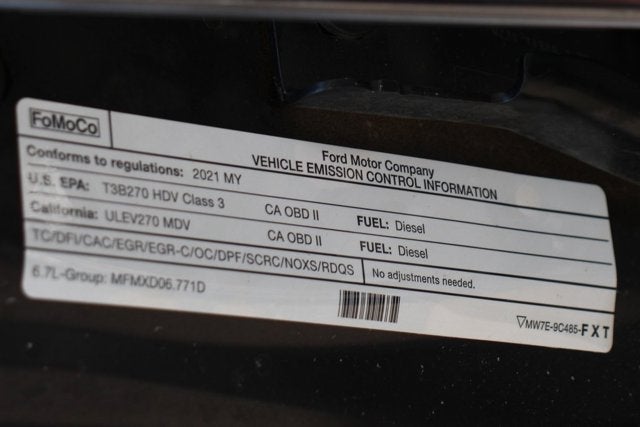 FoMoCo
Ford Motor Company
VEHICLE EMISSION CONTROL INFORMATION
Conforms to regulations: 2021 MY
U.S. EPA: T3B270 HDV Class 3 CA OBD II FUEL: Diesel
California: ULEV270 MDV CA OBD II FUEL: Diesel
TC/DFI/CAC/EGR/EGR-C/OC/DPF/SCRC/NOXS/RDQS No adjustments needed.
6.7L-Group: MFMXD06.771D
MW7E-9C485-FXT